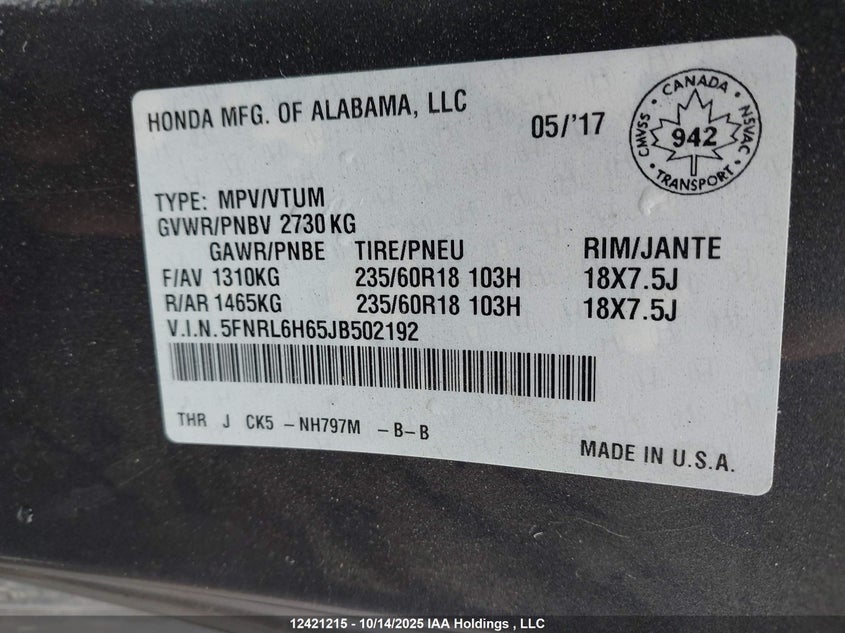 HONDA MFG. OF ALABAMA, LLC
05/'17
CANADA
CMVSS
NSVAC
942
TRANSPORT
TYPE: MPV/VTUM
GVWR/PNBV 2730 KG
GAWR/PNBE TIRE/PNEU RIM/JANTE
F/AV 1310KG 235/60R18 103H 18X7.5J
R/AR 1465KG 235/60R18 103H 18X7.5J
V.I.N.5FNRL6H65JB502192
THR J CK5 -NH797M -B-B
MADE IN U.S.A.
12421215 - 10/14/2025 IAA Holdings , LLC